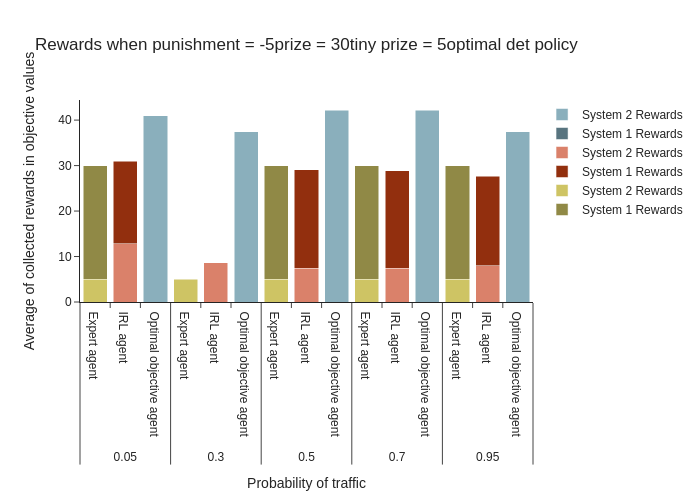 Rewards when punishment = -5prize = 30tiny prize = 5optimal det policy
Average of collected rewards in objective values
40
30
20
10
0
System 2 Rewards
System 1 Rewards
System 2 Rewards
System 1 Rewards
System 2 Rewards
System 1 Rewards
Expert agent
IRL agent
Optimal objective agent
Expert agent
IRL agent
Optimal objective agent
Expert agent
IRL agent
Optimal objective agent
Expert agent
IRL agent
Optimal objective agent
Expert agent
IRL agent
Optimal objective agent
0.05
0.3
0.5
0.7
0.95
Probability of traffic